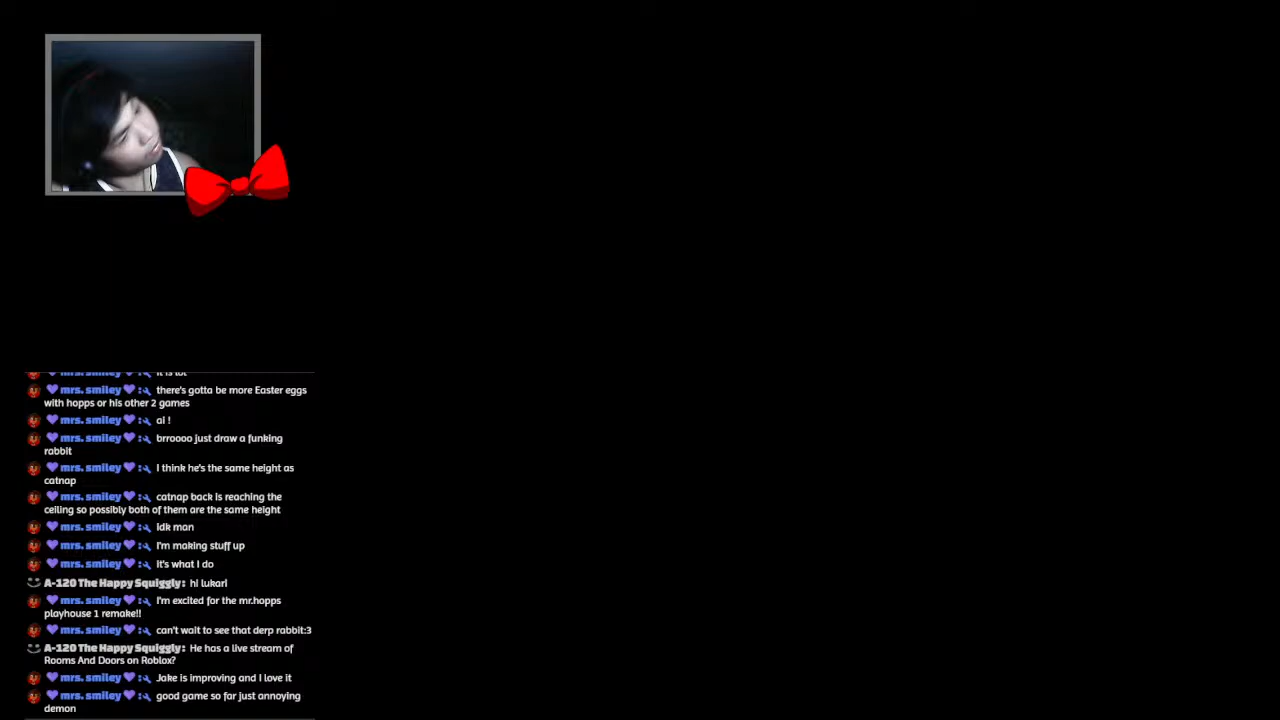 mrs. smiley : it is lol
mrs. smiley : there's gotta be more Easter eggs
with hopps or his other 2 games
mrs. smiley : ai !
mrs. smiley : brroooo just draw a funking
rabbit
mrs. smiley : I think he's the same height as
catnap
mrs. smiley : catnap back is reaching the
ceiling so possibly both of them are the same height
mrs. smiley : Idk man
mrs. smiley : I'm making stuff up
mrs. smiley : It's what I do
A-120 The Happy Squiggly : hi lukari
mrs. smiley : I'm excited for the mr.hopps
playhouse 1 remake!!
mrs. smiley : can't wait to see that derp rabbit:3
A-120 The Happy Squiggly : He has a live stream of
Rooms And Doors on Roblox?
mrs. smiley : Jake is improving and I love it
mrs. smiley : good game so far just annoying
demon